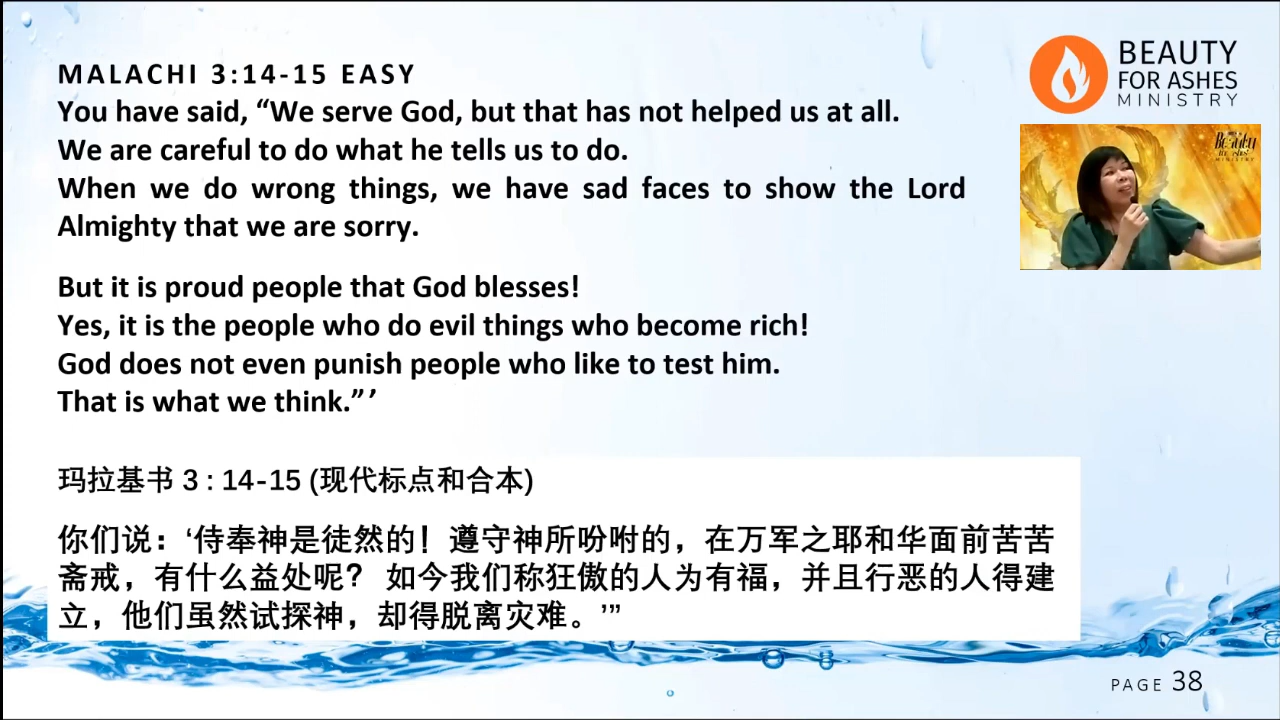 MALACHI 3:14-15 EASY
You have said, “We serve God, but that has not helped us at all.
We are careful to do what he tells us to do.
When we do wrong things, we have sad faces to show the Lord
Almighty that we are sorry.
But it is proud people that God blesses!
Yes, it is the people who do evil things who become rich!
God does not even punish people who like to test him.
That is what we think.” ’
玛拉基书 3 : 14-15 (现代标点和合本)
你们说：‘侍奉神是徒然的！遵守神所吩咐的，在万军之耶和华面前苦苦
斋戒，有什么益处呢？ 如今我们称狂傲的人为有福，并且行恶的人得建
立，他们虽然试探神，却得脱离灾难。’”
BEAUTY
FOR ASHES
MINISTRY
Beauty
for Ashes
MINISTRY
PAGE 38